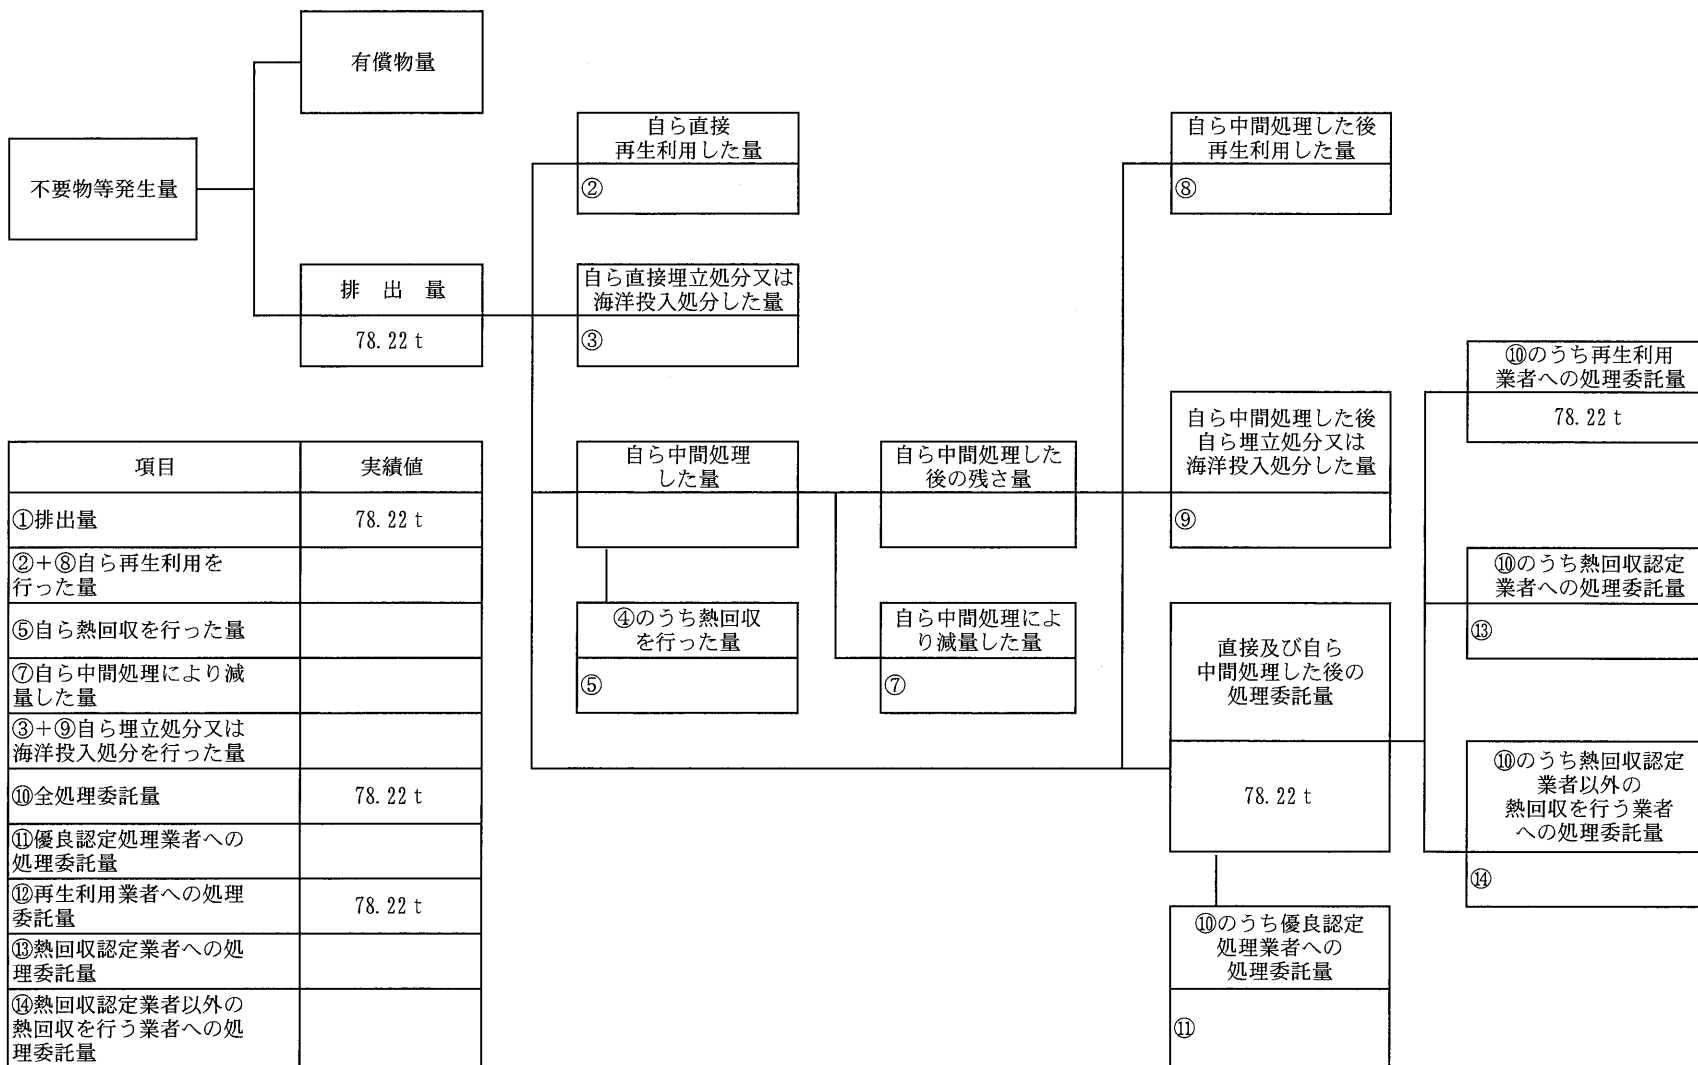 有償物量
不要物等発生量
排 出 量
78.22 t
自ら直接
再生利用した量
②
自ら直接埋立処分又は
海洋投入処分した量
③
自ら中間処理
した量
④のうち熱回収
を行った量
⑤
自ら中間処理した
後の残さ量
自ら中間処理によ
り減量した量
⑦
自ら中間処理した後
再生利用した量
⑧
自ら中間処理した後
自ら埋立処分又は
海洋投入処分した量
⑨
直接及び自ら
中間処理した後の
処理委託量
78.22 t
⑩のうち優良認定
処理業者への
処理委託量
⑪
⑩のうち再生利用
業者への処理委託量
78.22 t
⑩のうち熱回収認定
業者への処理委託量
⑬
⑩のうち熱回収認定
業者以外の
熱回収を行う業者
への処理委託量
⑭
項目 実績値
①排出量 78.22 t
②+⑧自ら再生利用を
行った量
⑤自ら熱回収を行った量
⑦自ら中間処理により減
量した量
③+⑨自ら埋立処分又は
海洋投入処分を行った量
⑩全処理委託量 78.22 t
⑪優良認定処理業者への
処理委託量
⑫再生利用業者への処理
委託量 78.22 t
⑬熱回収認定業者への処
理委託量
⑭熱回収認定業者以外の
熱回収を行う業者への処
理委託量